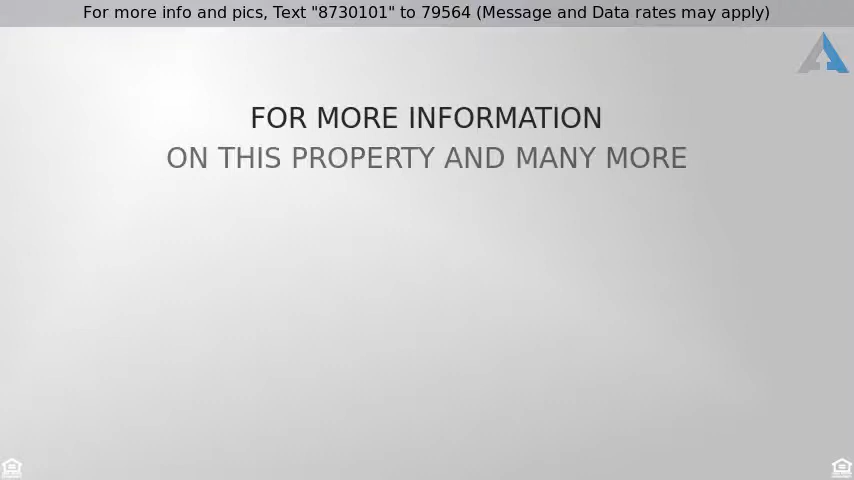 For more info and pics, Text "8730101" to 79564 (Message and Data rates may apply)
FOR MORE INFORMATION
ON THIS PROPERTY AND MANY MORE